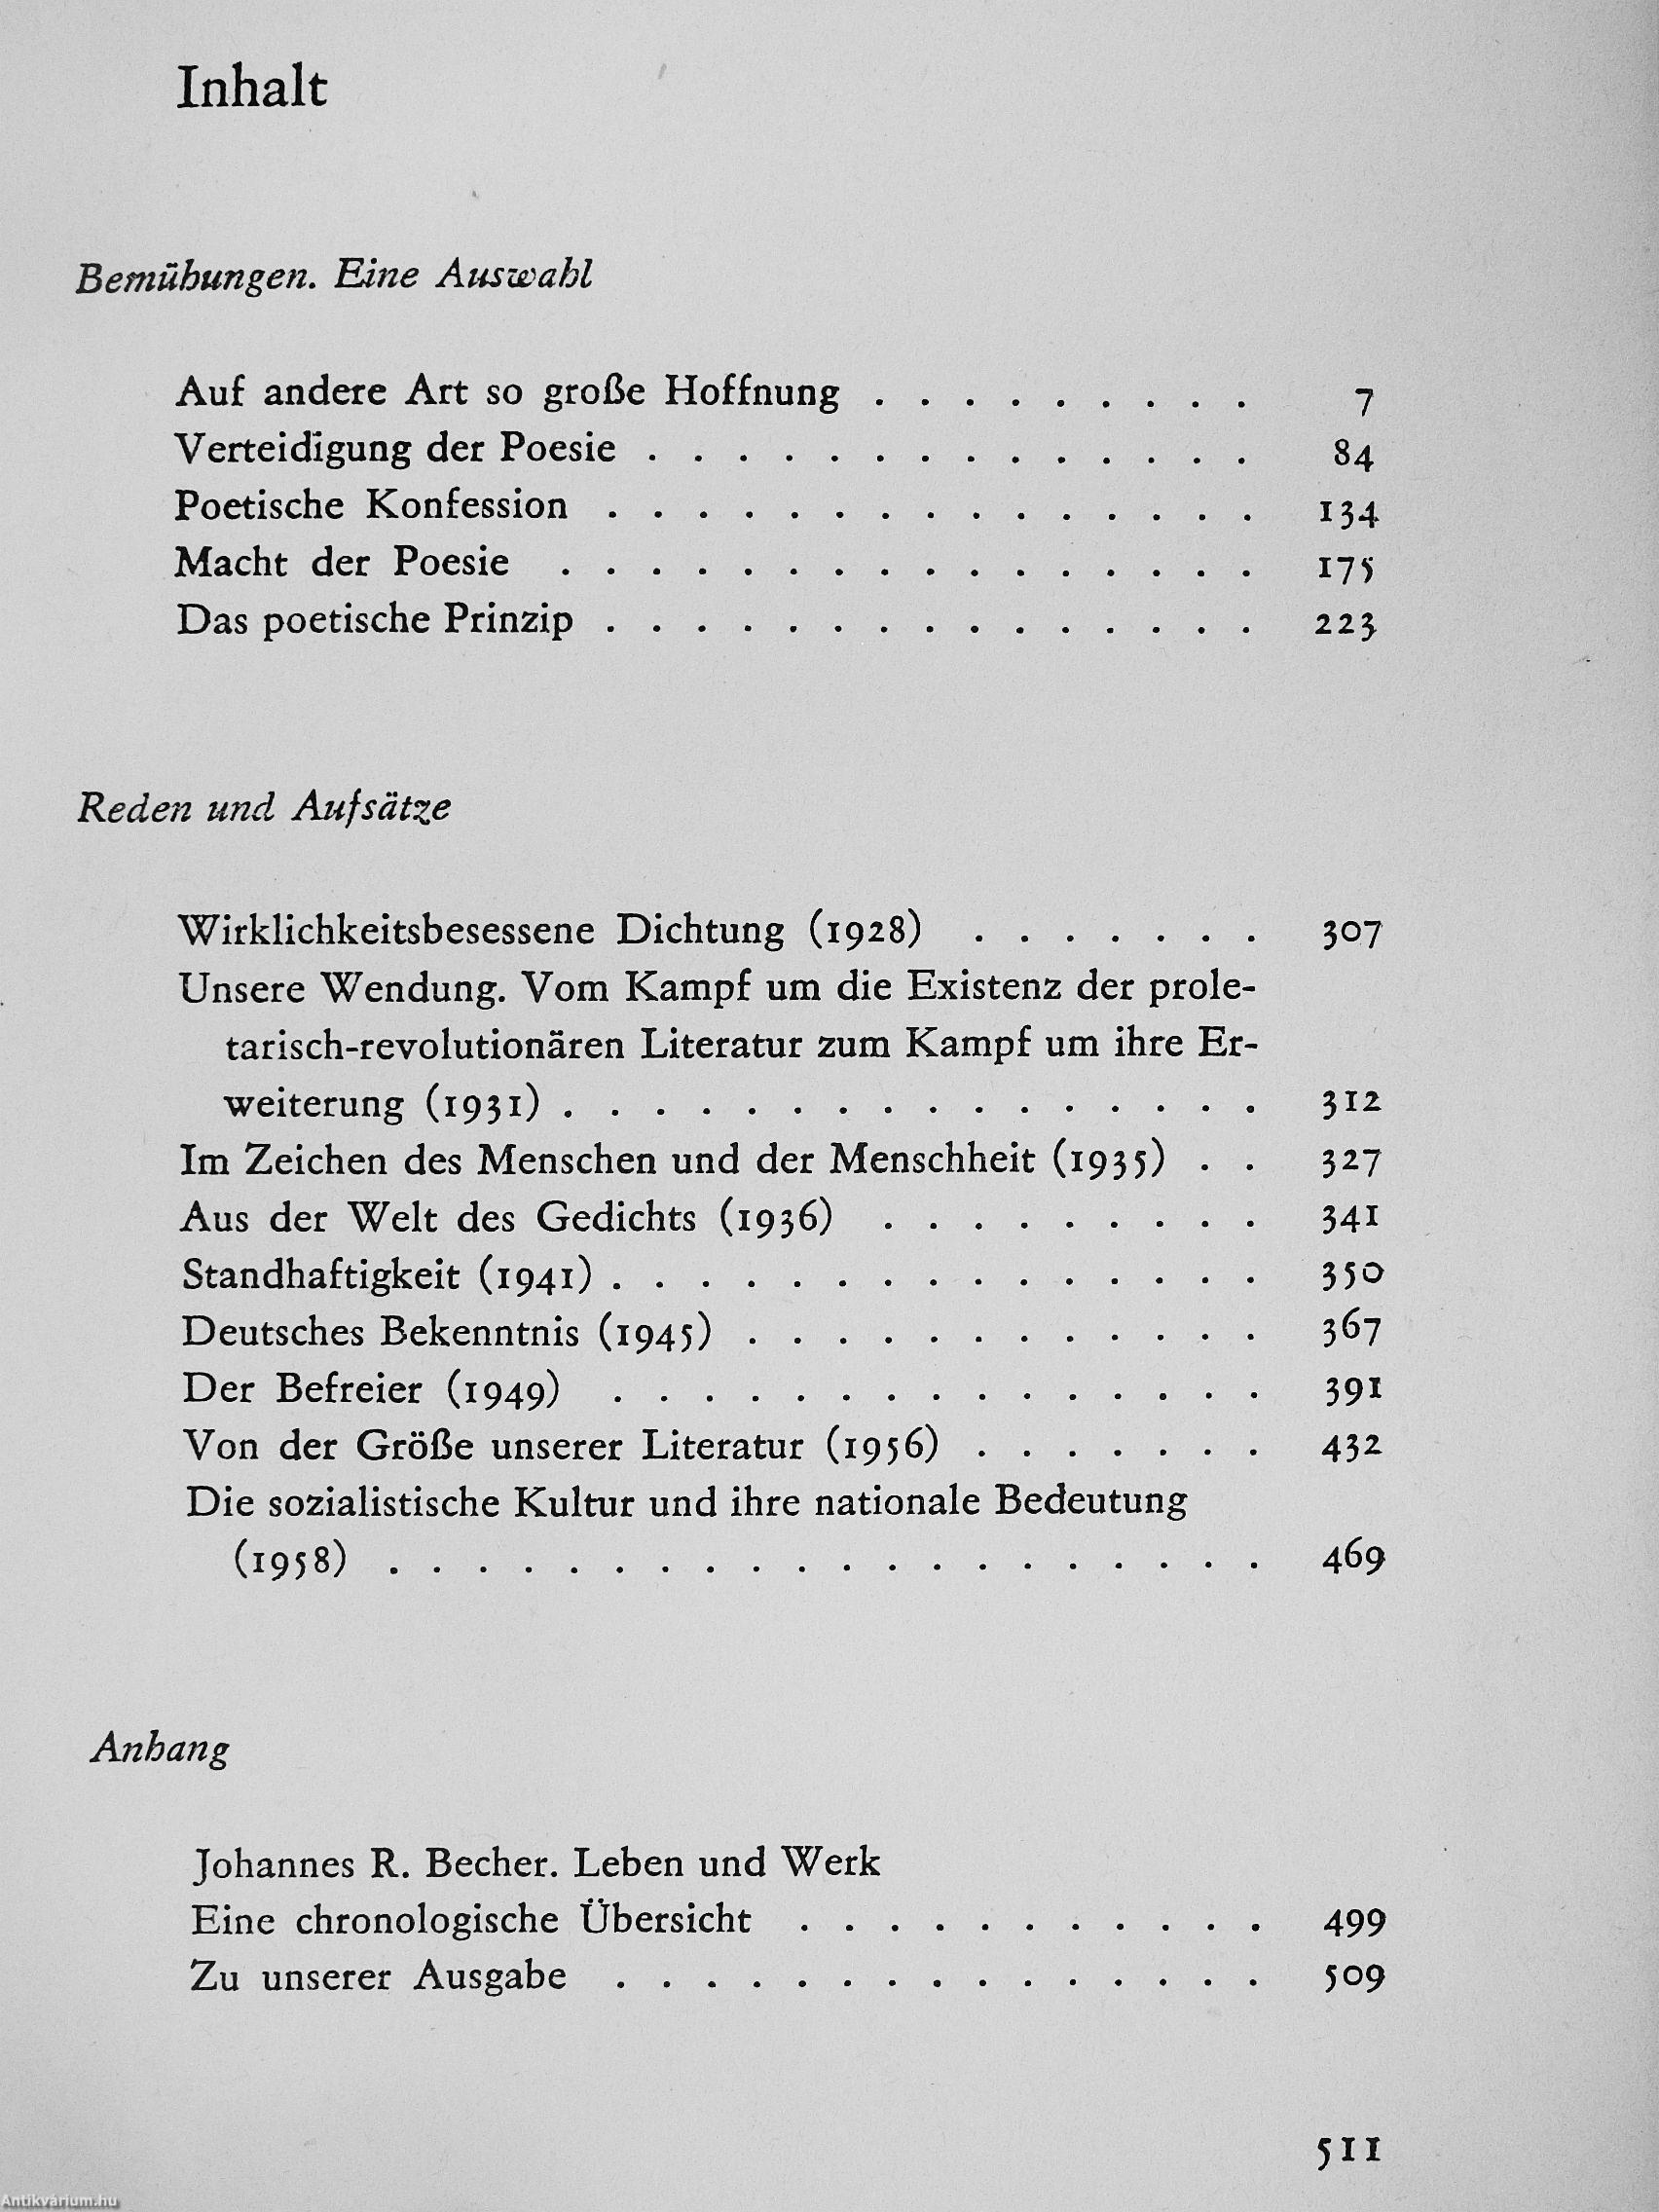 Inhalt
Bemühungen. Eine Auswahl
Auf andere Art so große Hoffnung . . . . . . . . . 7
Verteidigung der Poesie . . . . . . . . . . . . . . 84
Poetische Konfession . . . . . . . . . . . . . . . 134
Macht der Poesie . . . . . . . . . . . . . . . . 175
Das poetische Prinzip . . . . . . . . . . . . . . . 223
Reden und Aufsätze
Wirklichkeitsbesessene Dichtung (1928) . . . . . . . 307
Unsere Wendung. Vom Kampf um die Existenz der prole-
tarisch-revolutionären Literatur zum Kampf um ihre Er-
weiterung (1931) . . . . . . . . . . . . . . . . 312
Im Zeichen des Menschen und der Menschheit (1935) . . 327
Aus der Welt des Gedichts (1936) . . . . . . . . . 341
Standhaftigkeit (1941) . . . . . . . . . . . . . . . 350
Deutsches Bekenntnis (1945) . . . . . . . . . . . . 367
Der Befreier (1949) . . . . . . . . . . . . . . . 391
Von der Größe unserer Literatur (1956) . . . . . . . 432
Die sozialistische Kultur und ihre nationale Bedeutung
(1958) . . . . . . . . . . . . . . . . . . . . 469
Anhang
Johannes R. Becher. Leben und Werk
Eine chronologische Übersicht . . . . . . . . . . . 499
Zu unserer Ausgabe . . . . . . . . . . . . . . . 509
511
Antikvárium.hu